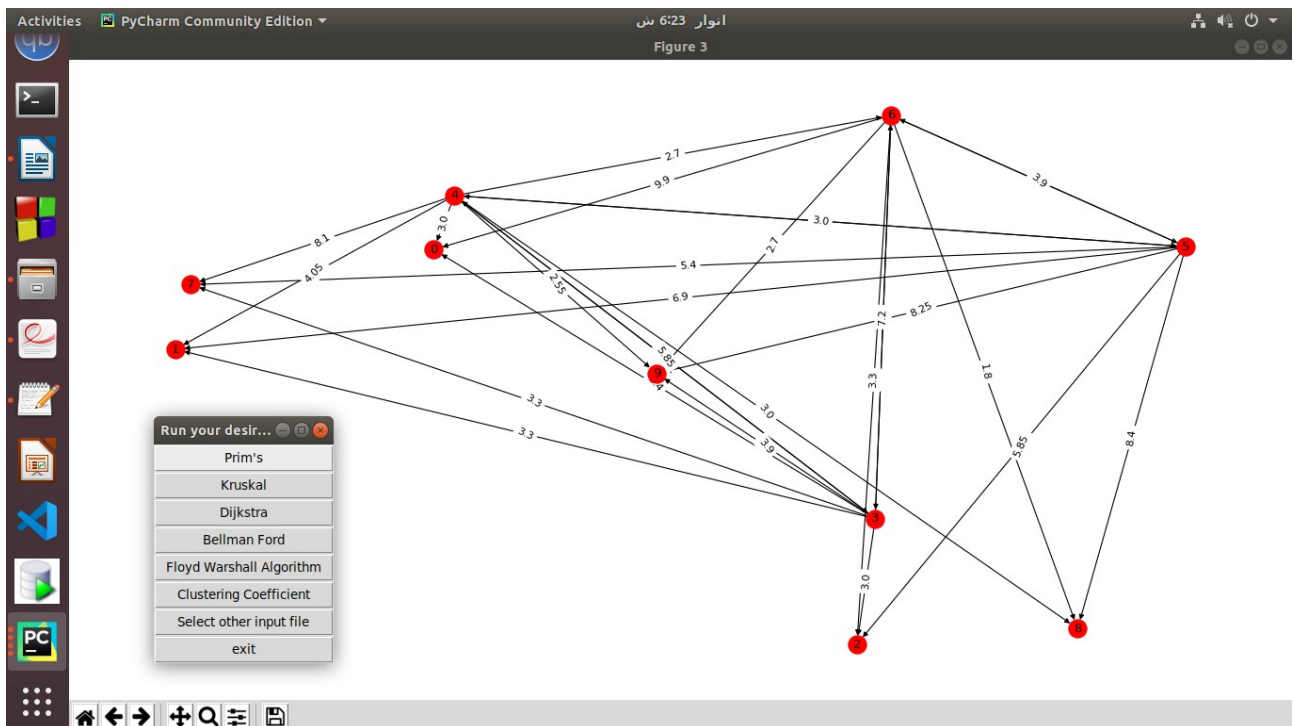 Activities PyCharm Community Edition
اتوار 6:23 ش
Figure 3
6
2.7
3.9
9.9
4
3.0
3.0
0
5
8.1
2.7
5.4
4.05
7
2.55
6.9
8.25
7.2
1
5.85
9
3.3
1.8
3.3
3.0
3.3
3.9
5.85
8.4
3
3.0
8
2
Run your desir...
Prim's
Kruskal
Dijkstra
Bellman Ford
Floyd Warshall Algorithm
Clustering Coefficient
Select other input file
exit
PC